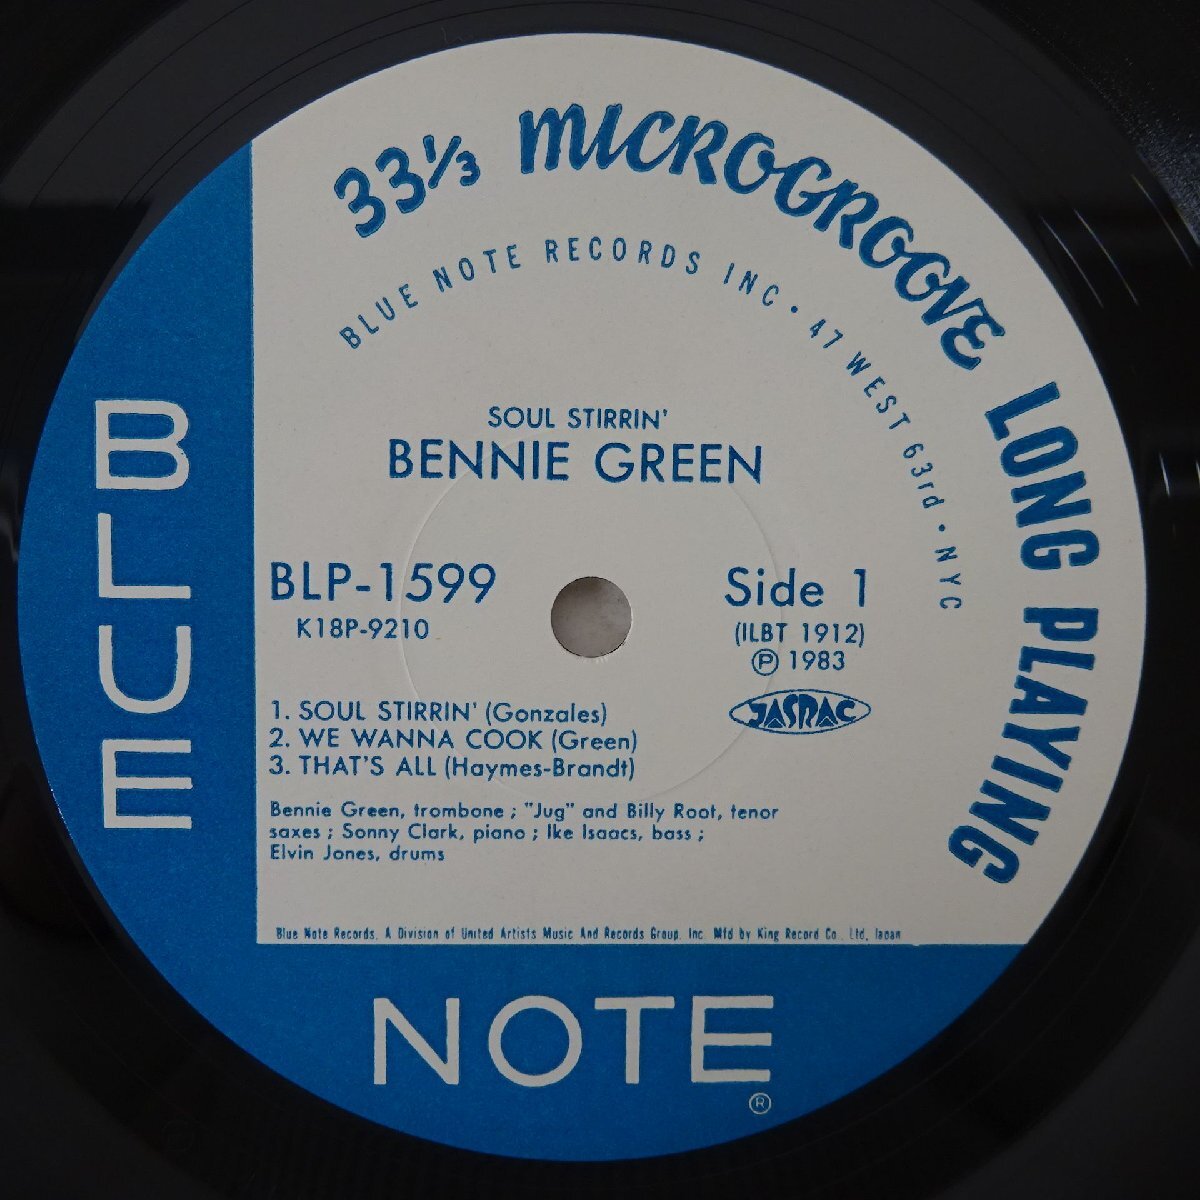 33⅓ MICROGROOVE LONG PLAYING
BLUE NOTE RECORDS INC · 47 WEST 63rd · NYC
SOUL STIRRIN'
BENNIE GREEN
BLP-1599
K18P-9210
Side 1
(ILBT 1912)
℗ 1983
JASRAC
1. SOUL STIRRIN' (Gonzales)
2. WE WANNA COOK (Green)
3. THAT'S ALL (Haymes-Brandt)
Bennie Green, trombone ; "Jug" and Billy Root, tenor
saxes ; Sonny Clark, piano ; Ike Isaacs, bass ;
Elvin Jones, drums
Blue Note Records, A Division of United Artists Music And Records Group, Inc. Mfd by King Record Co., Ltd, Japan
BLUE
NOTE
®